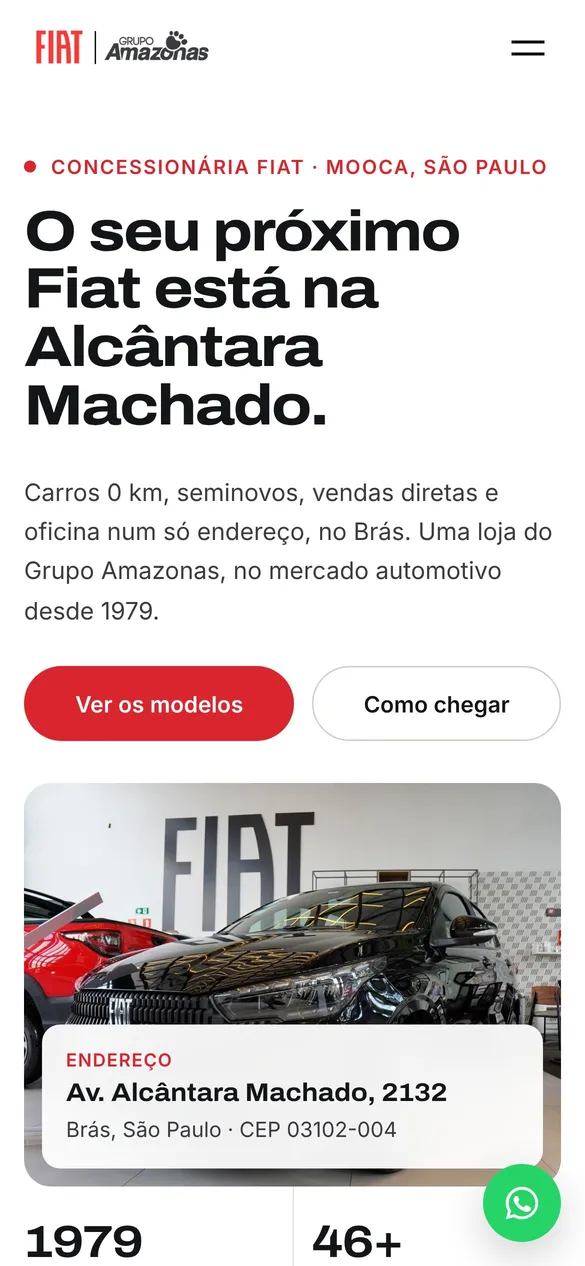 FIAT
GRUPO
Amazonas
CONCESSIONÁRIA FIAT · MOOCA, SÃO PAULO
O seu próximo
Fiat está na
Alcântara
Machado.
Carros 0 km, seminovos, vendas diretas e
oficina num só endereço, no Brás. Uma loja do
Grupo Amazonas, no mercado automotivo
desde 1979.
Ver os modelos
Como chegar
FIAT
FIAT
ENDEREÇO
Av. Alcântara Machado, 2132
Brás, São Paulo · CEP 03102-004
1979
46+